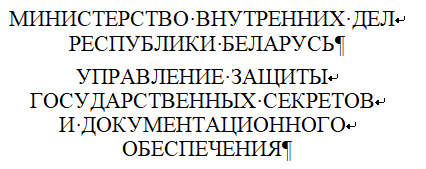 МИНИСТЕРСТВО ВНУТРЕННИХ ДЕЛ
РЕСПУБЛИКИ БЕЛАРУСЬ¶
УПРАВЛЕНИЕ ЗАЩИТЫ
ГОСУДАРСТВЕННЫХ СЕКРЕТОВ
И ДОКУМЕНТАЦИОННОГО
ОБЕСПЕЧЕНИЯ¶